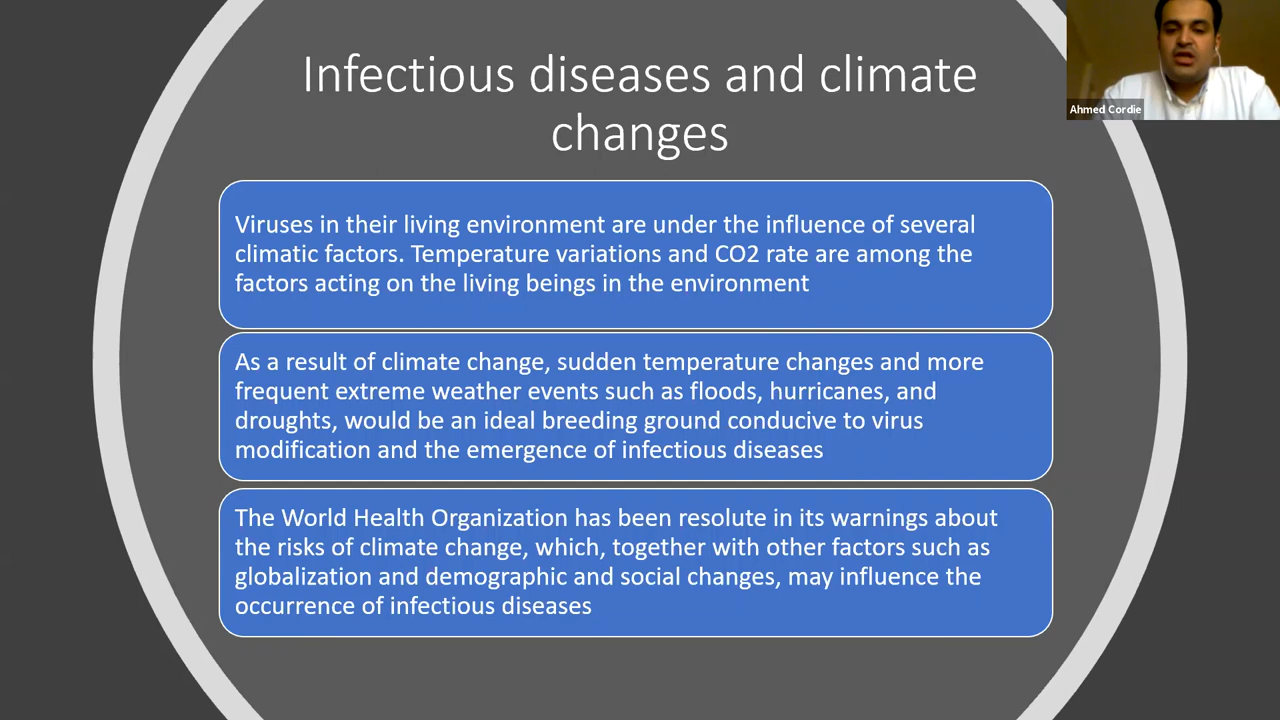 Infectious diseases and climate
changes
Ahmed Cordie
Viruses in their living environment are under the influence of several
climatic factors. Temperature variations and CO2 rate are among the
factors acting on the living beings in the environment
As a result of climate change, sudden temperature changes and more
frequent extreme weather events such as floods, hurricanes, and
droughts, would be an ideal breeding ground conducive to virus
modification and the emergence of infectious diseases
The World Health Organization has been resolute in its warnings about
the risks of climate change, which, together with other factors such as
globalization and demographic and social changes, may influence the
occurrence of infectious diseases